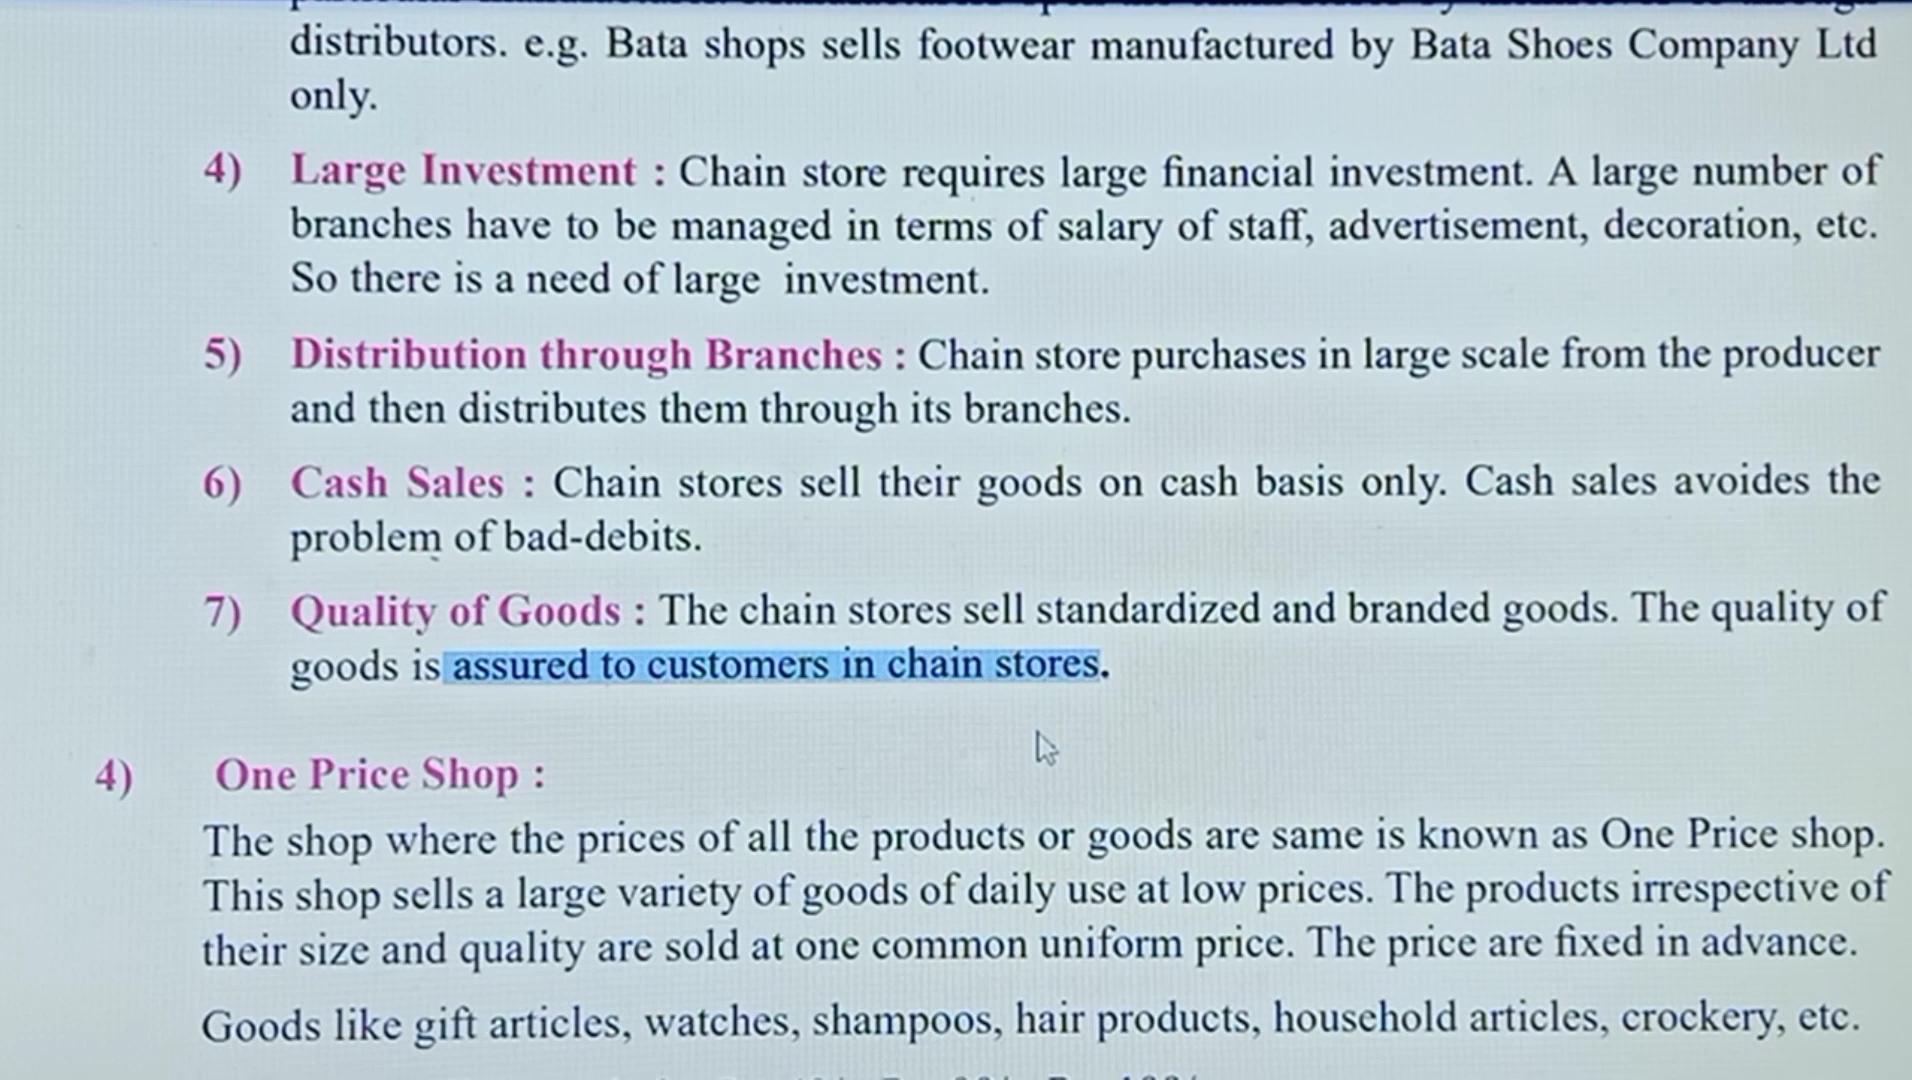 distributors. e.g. Bata shops sells footwear manufactured by Bata Shoes Company Ltd
only.
4) Large Investment : Chain store requires large financial investment. A large number of
branches have to be managed in terms of salary of staff, advertisement, decoration, etc.
So there is a need of large investment.
5) Distribution through Branches : Chain store purchases in large scale from the producer
and then distributes them through its branches.
6) Cash Sales : Chain stores sell their goods on cash basis only. Cash sales avoides the
problem of bad-debits.
7) Quality of Goods : The chain stores sell standardized and branded goods. The quality of
goods is assured to customers in chain stores.
4) One Price Shop :
The shop where the prices of all the products or goods are same is known as One Price shop.
This shop sells a large variety of goods of daily use at low prices. The products irrespective of
their size and quality are sold at one common uniform price. The price are fixed in advance.
Goods like gift articles, watches, shampoos, hair products, household articles, crockery, etc.